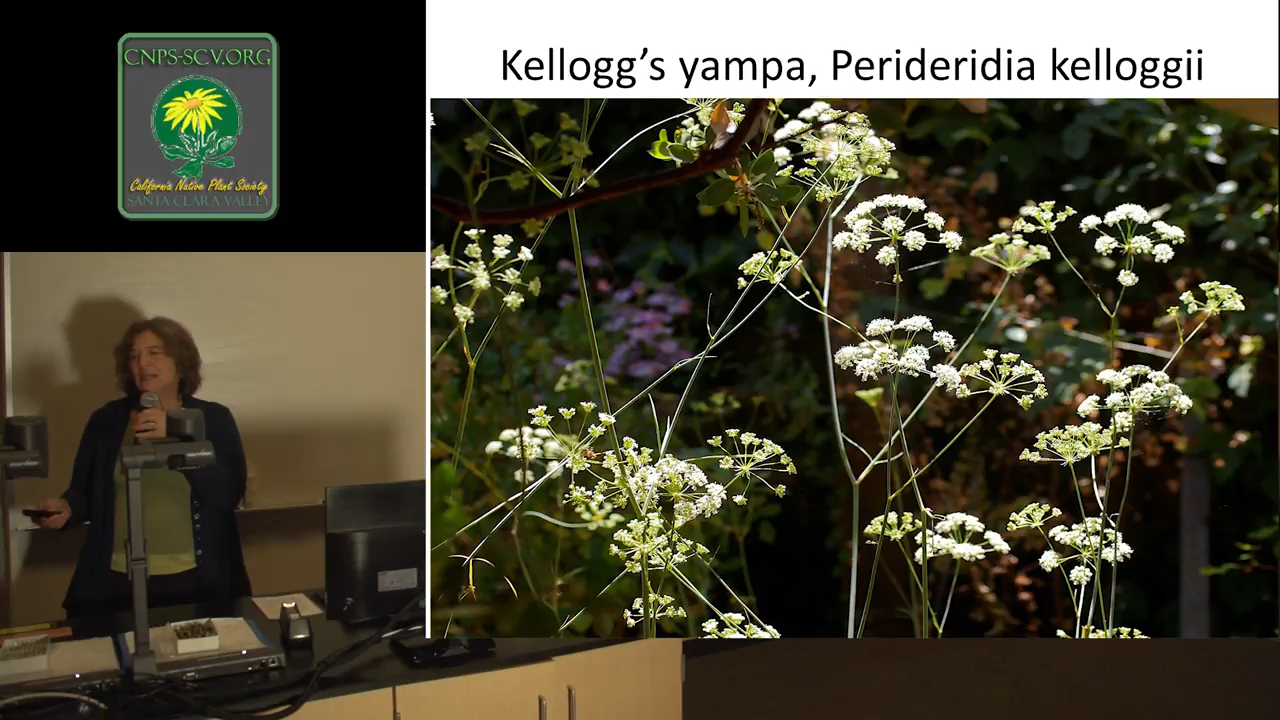 CNPS-SCV.ORG
California Native Plant Society
SANTA CLARA VALLEY
Kellogg's yampa, Perideridia kelloggii